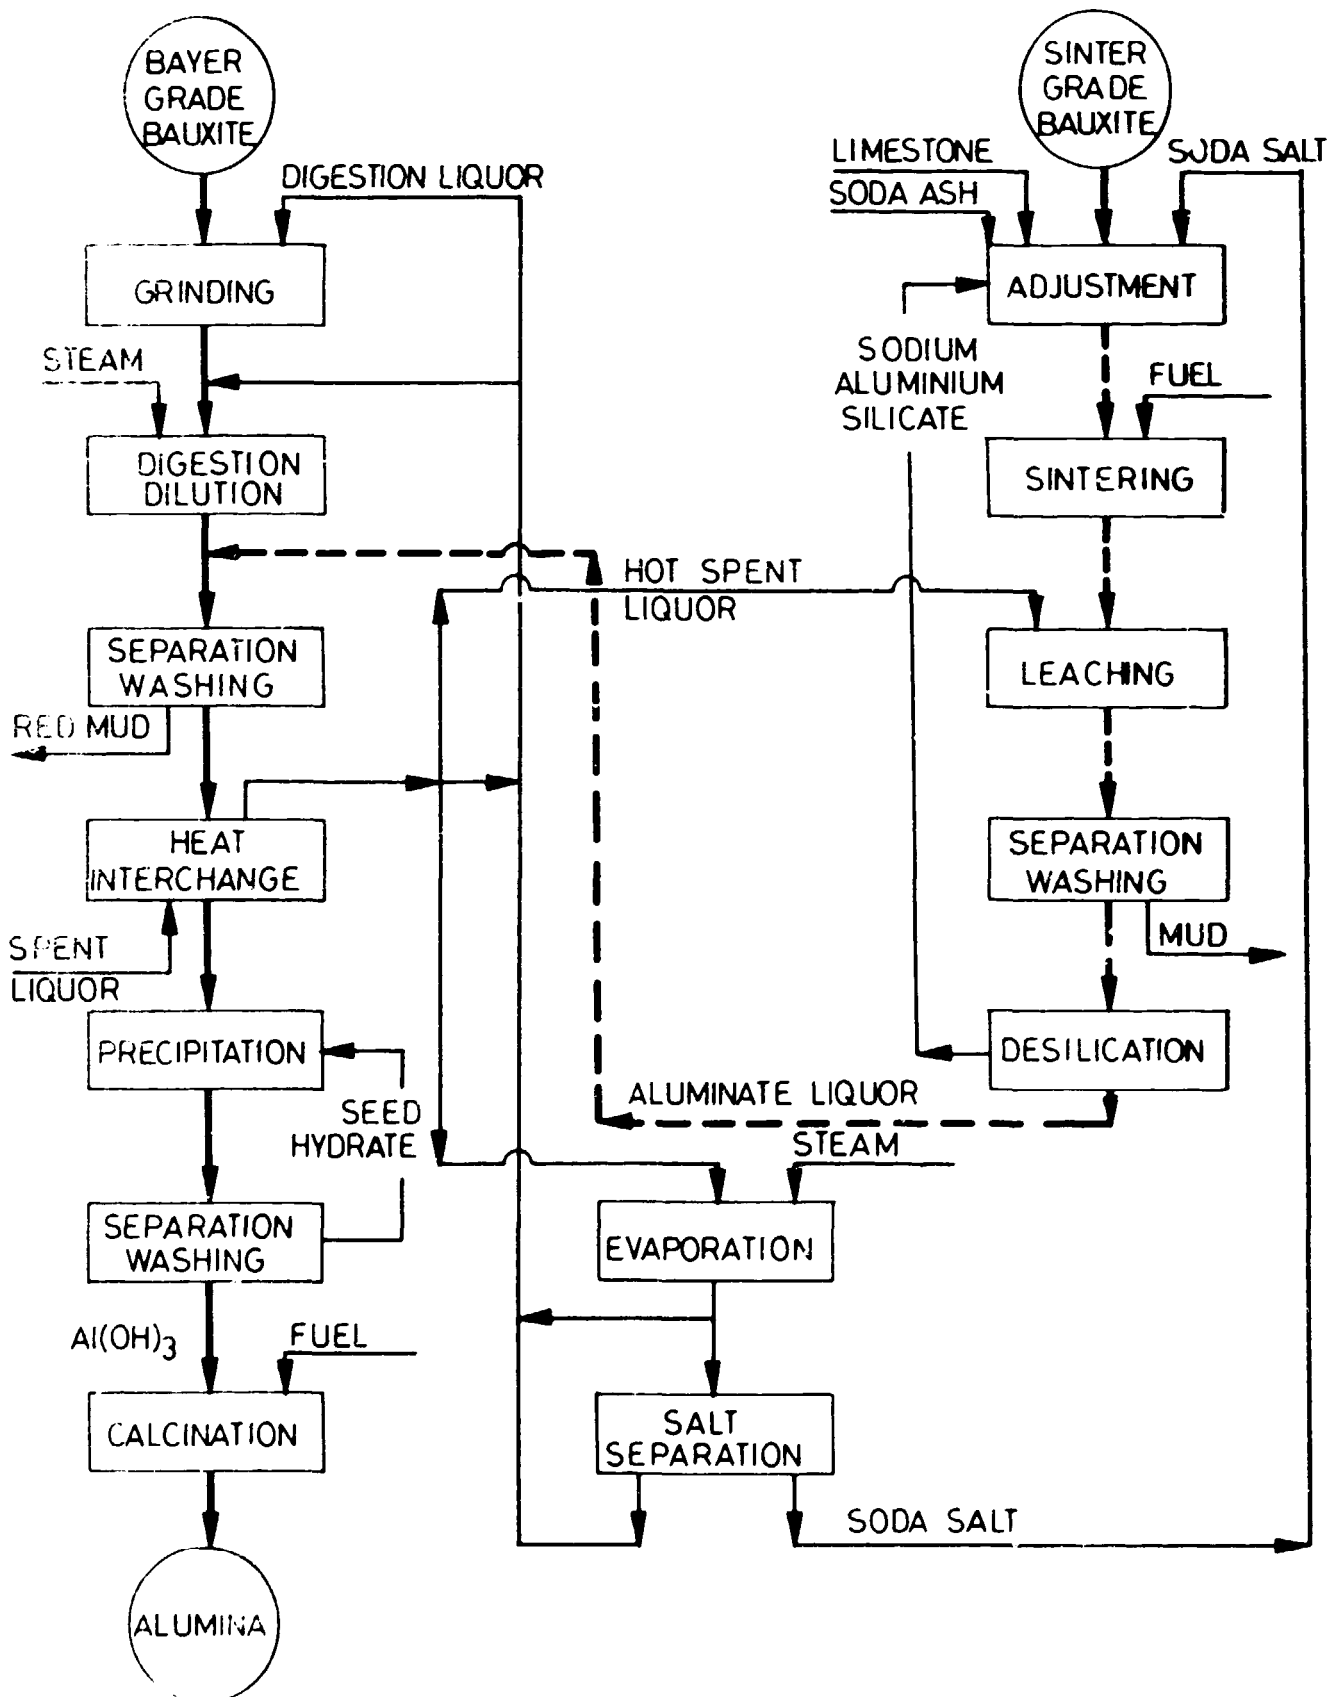 BAYER
GRADE
BAUXITE
SINTER
GRADE
BAUXITE
LIMESTONE
SODA ASH
SODA SALT
DIGESTION LIQUOR
GRINDING
ADJUSTMENT
STEAM
SODIUM
ALUMINIUM
SILICATE
FUEL
DIGESTION
DILUTION
SINTERING
HOT SPENT
LIQUOR
SEPARATION
WASHING
LEACHING
RED MUD
HEAT
INTERCHANGE
SEPARATION
WASHING
SPENT
LIQUOR
MUD
PRECIPITATION
DESILICATION
ALUMINATE LIQUOR
SEED
HYDRATE
STEAM
SEPARATION
WASHING
EVAPORATION
Al(OH)3
FUEL
CALCINATION
SALT
SEPARATION
SODA SALT
ALUMINA